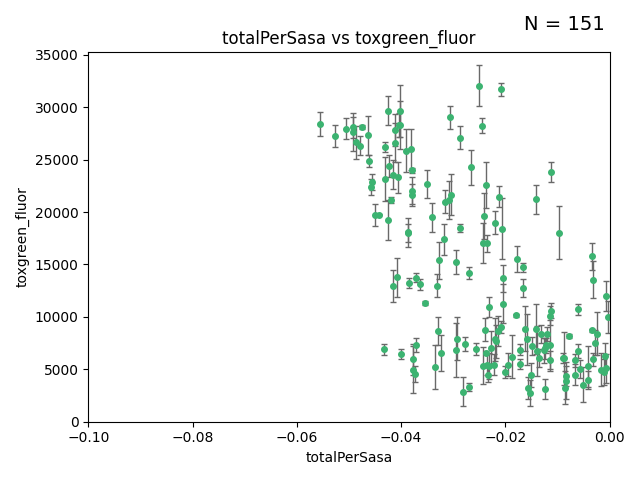 N = 151
totalPerSasa vs toxgreen_fluor
35000
30000
25000
20000
15000
10000
5000
0
toxgreen_fluor
−0.10 −0.08 −0.06 −0.04 −0.02 0.00
totalPerSasa